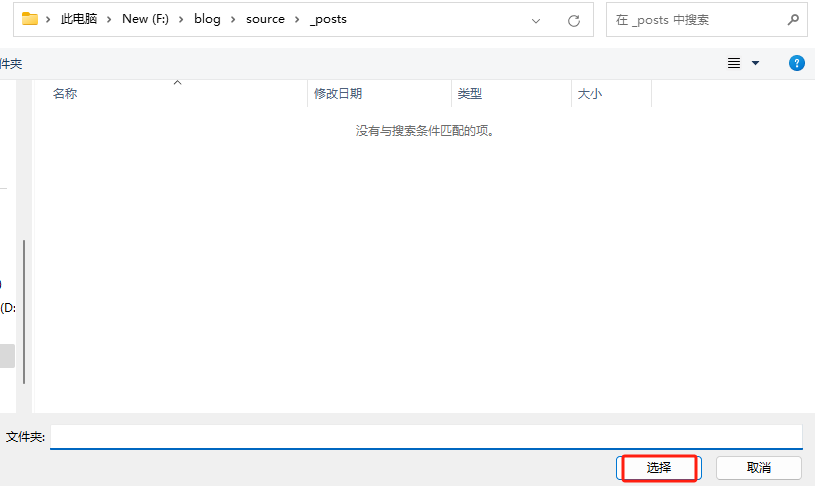 此电脑 › New (F:) › blog › source › _posts
在 _posts 中搜索
件夹
?
名称 修改日期 类型 大小
没有与搜索条件匹配的项。
)
(D:
文件夹:
选择 取消